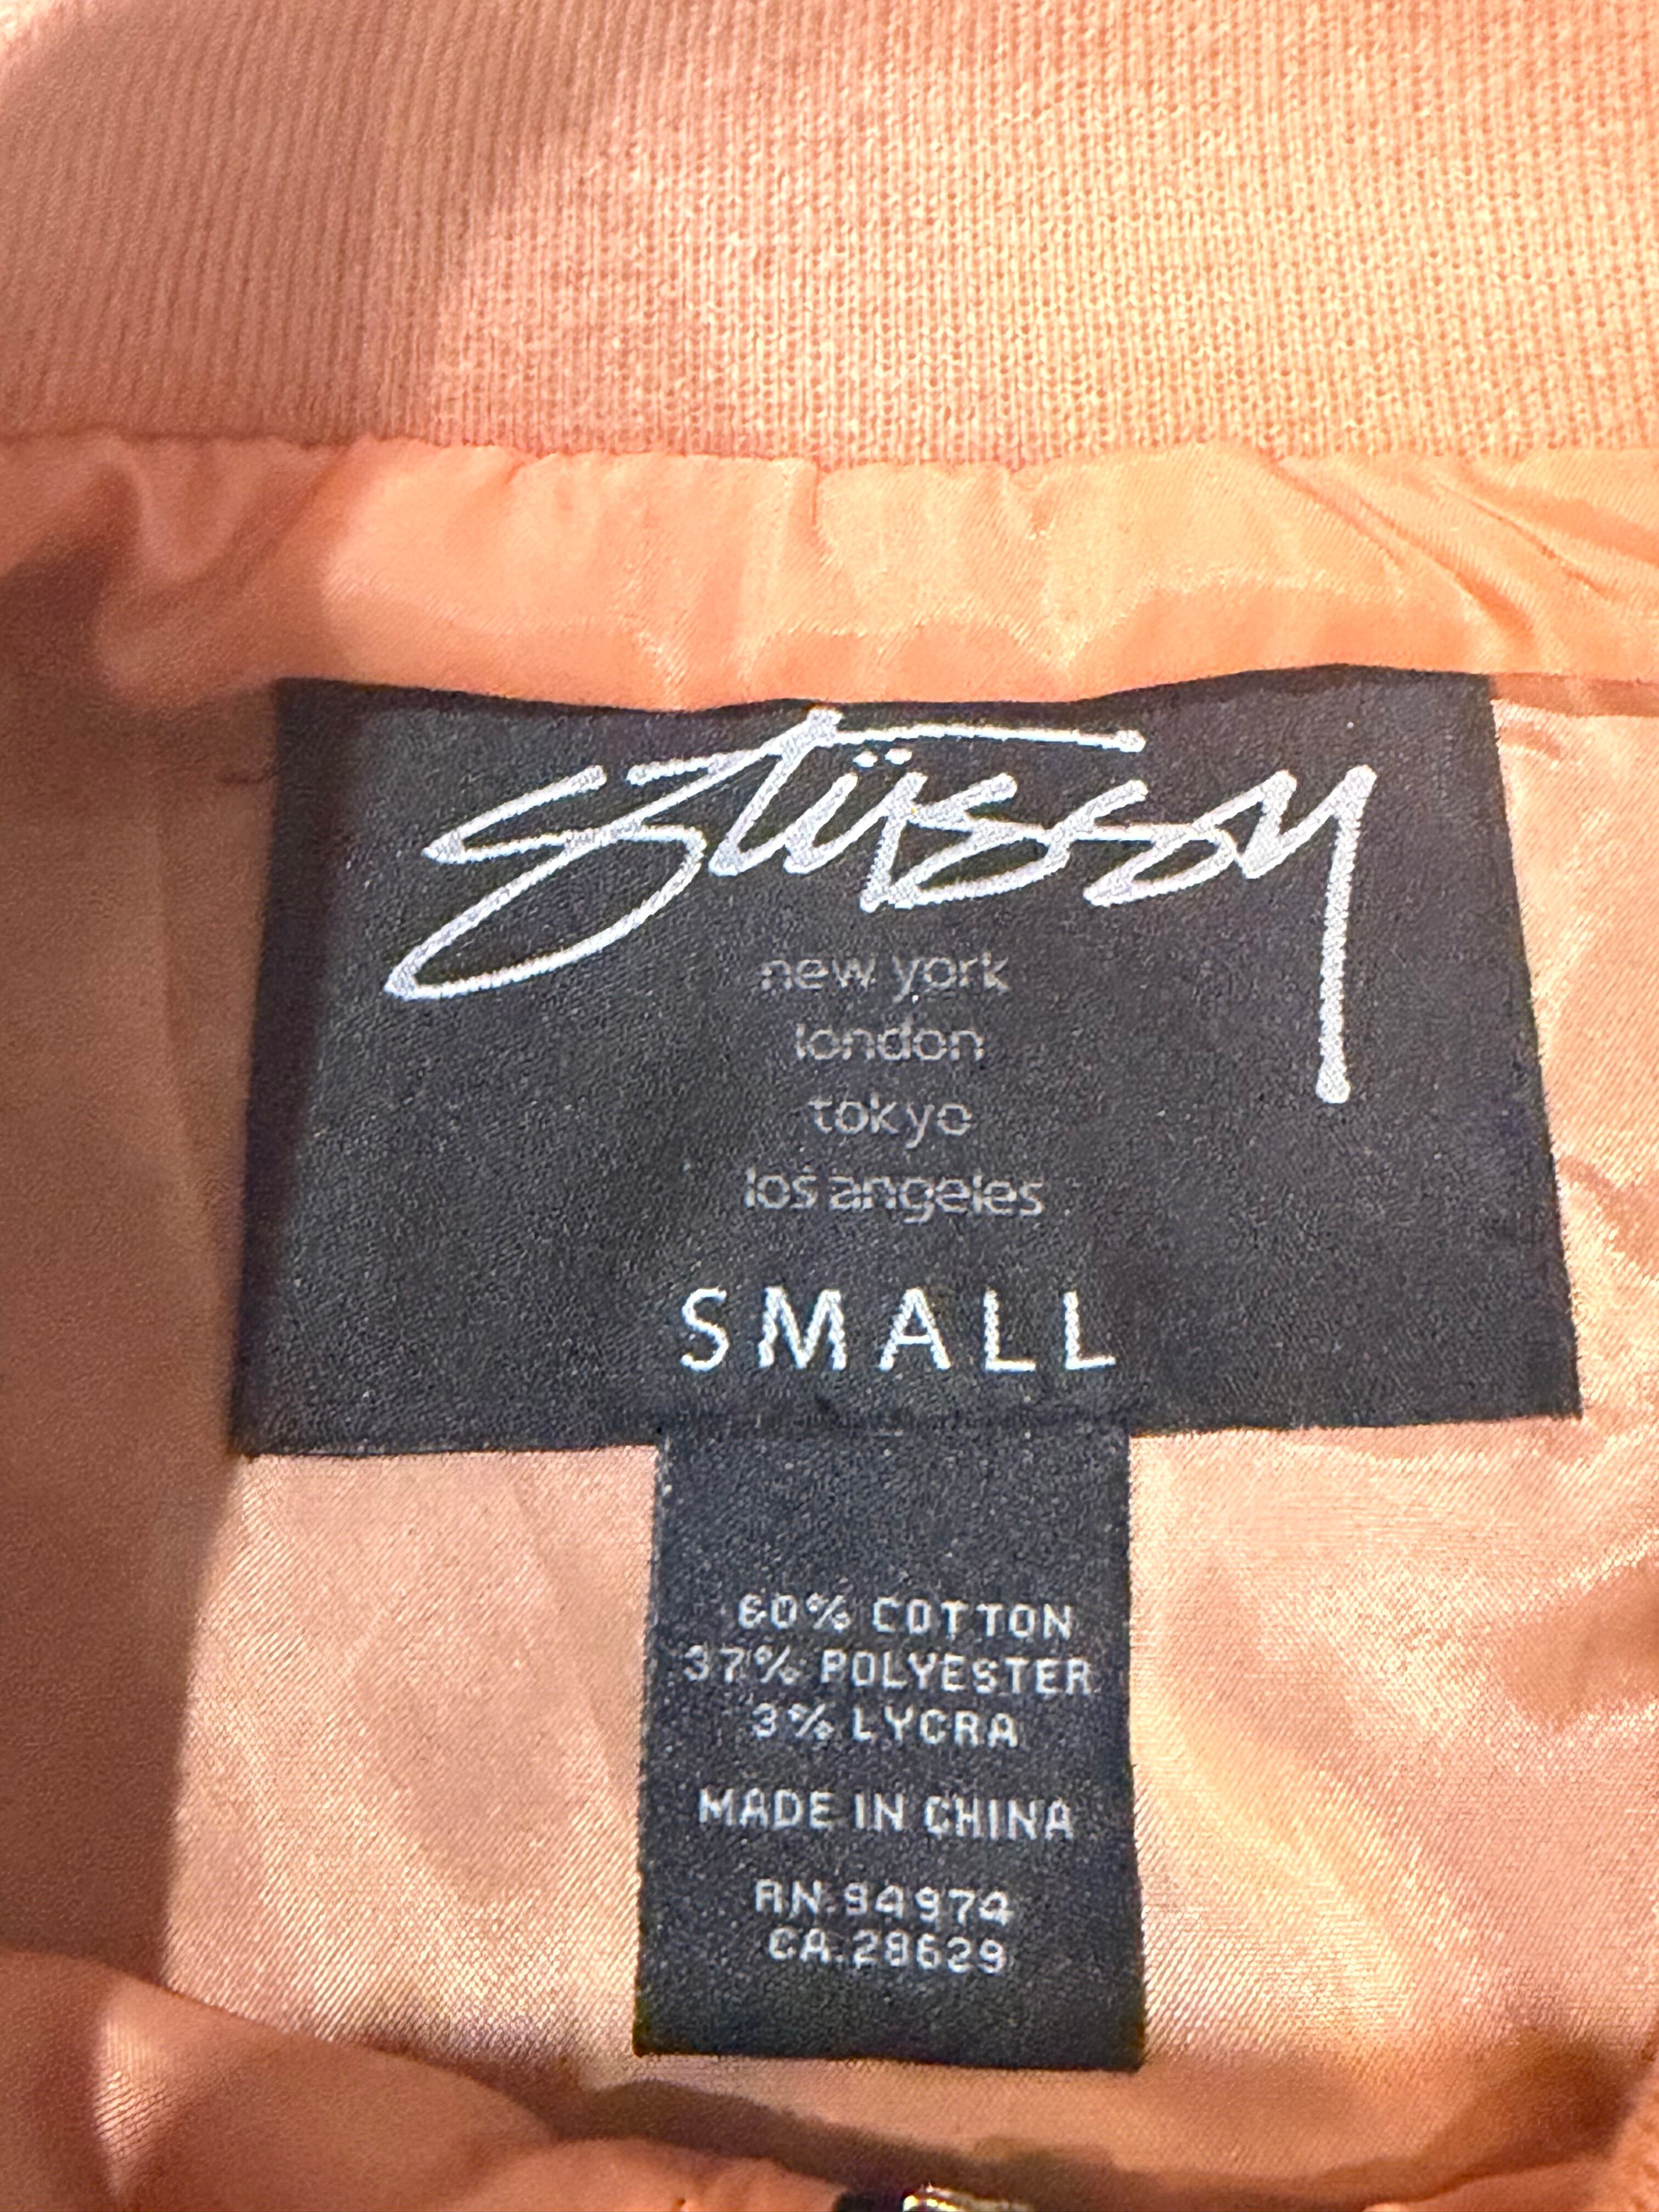 Stüssy
new york
london
tokyo
los angeles
SMALL
60% COTTON
37% POLYESTER
3% LYCRA
MADE IN CHINA
RN:94974
CA:28629